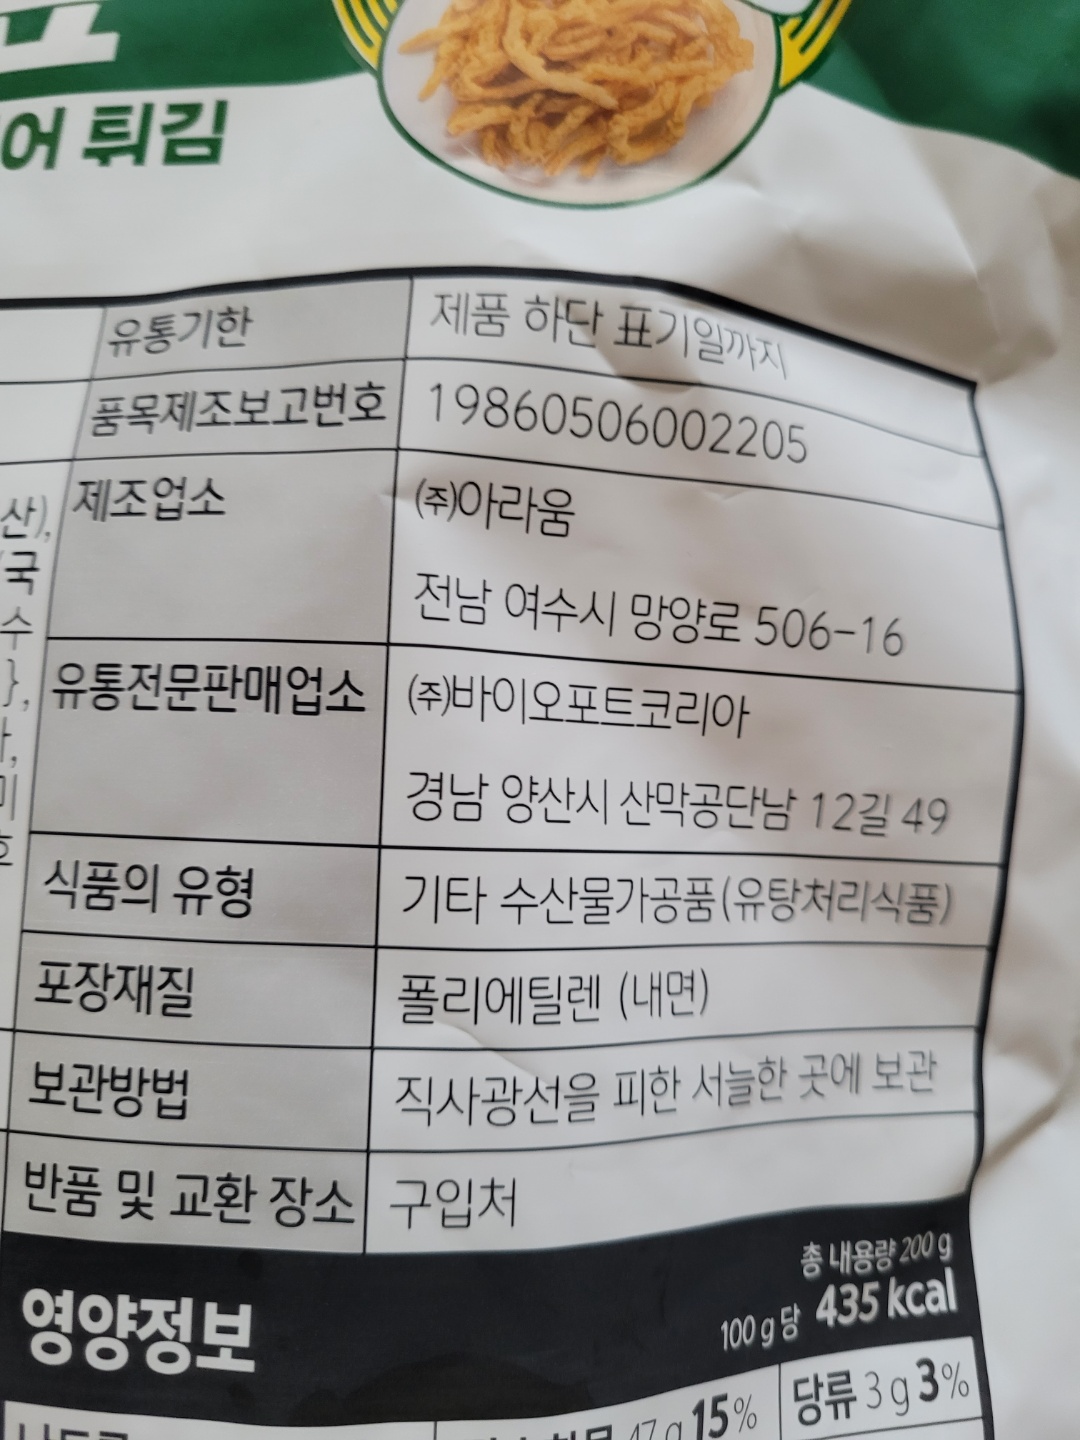 어 튀김
유통기한 제품 하단 표기일까지
품목제조보고번호 19860506002205
제조업소 (주)아라움
전남 여수시 망양로 506-16
유통전문판매업소 (주)바이오포트코리아
경남 양산시 산막공단남 12길 49
식품의 유형 기타 수산물가공품(유탕처리식품)
포장재질 폴리에틸렌 (내면)
보관방법 직사광선을 피한 서늘한 곳에 보관
반품 및 교환 장소 구입처
산),
국
수
},
미
영양정보
총 내용량 200 g
100 g당 435 kcal
47 g 15%
당류 3 g 3%